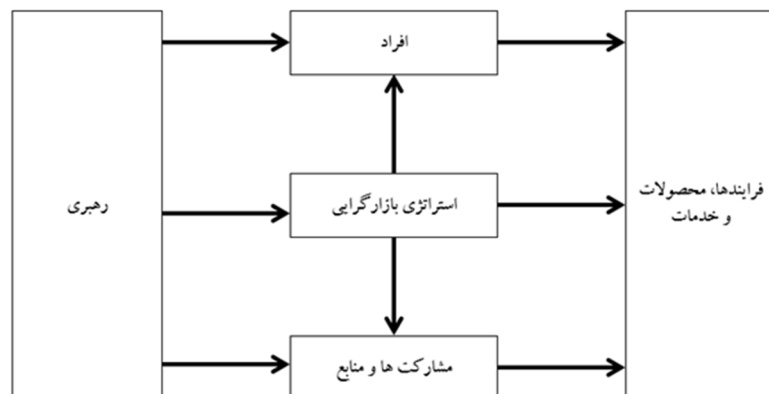 افراد
رهبری
استراتژی بازارگرایی
فرایندها، محصولات
و خدمات
مشارکت ها و منابع